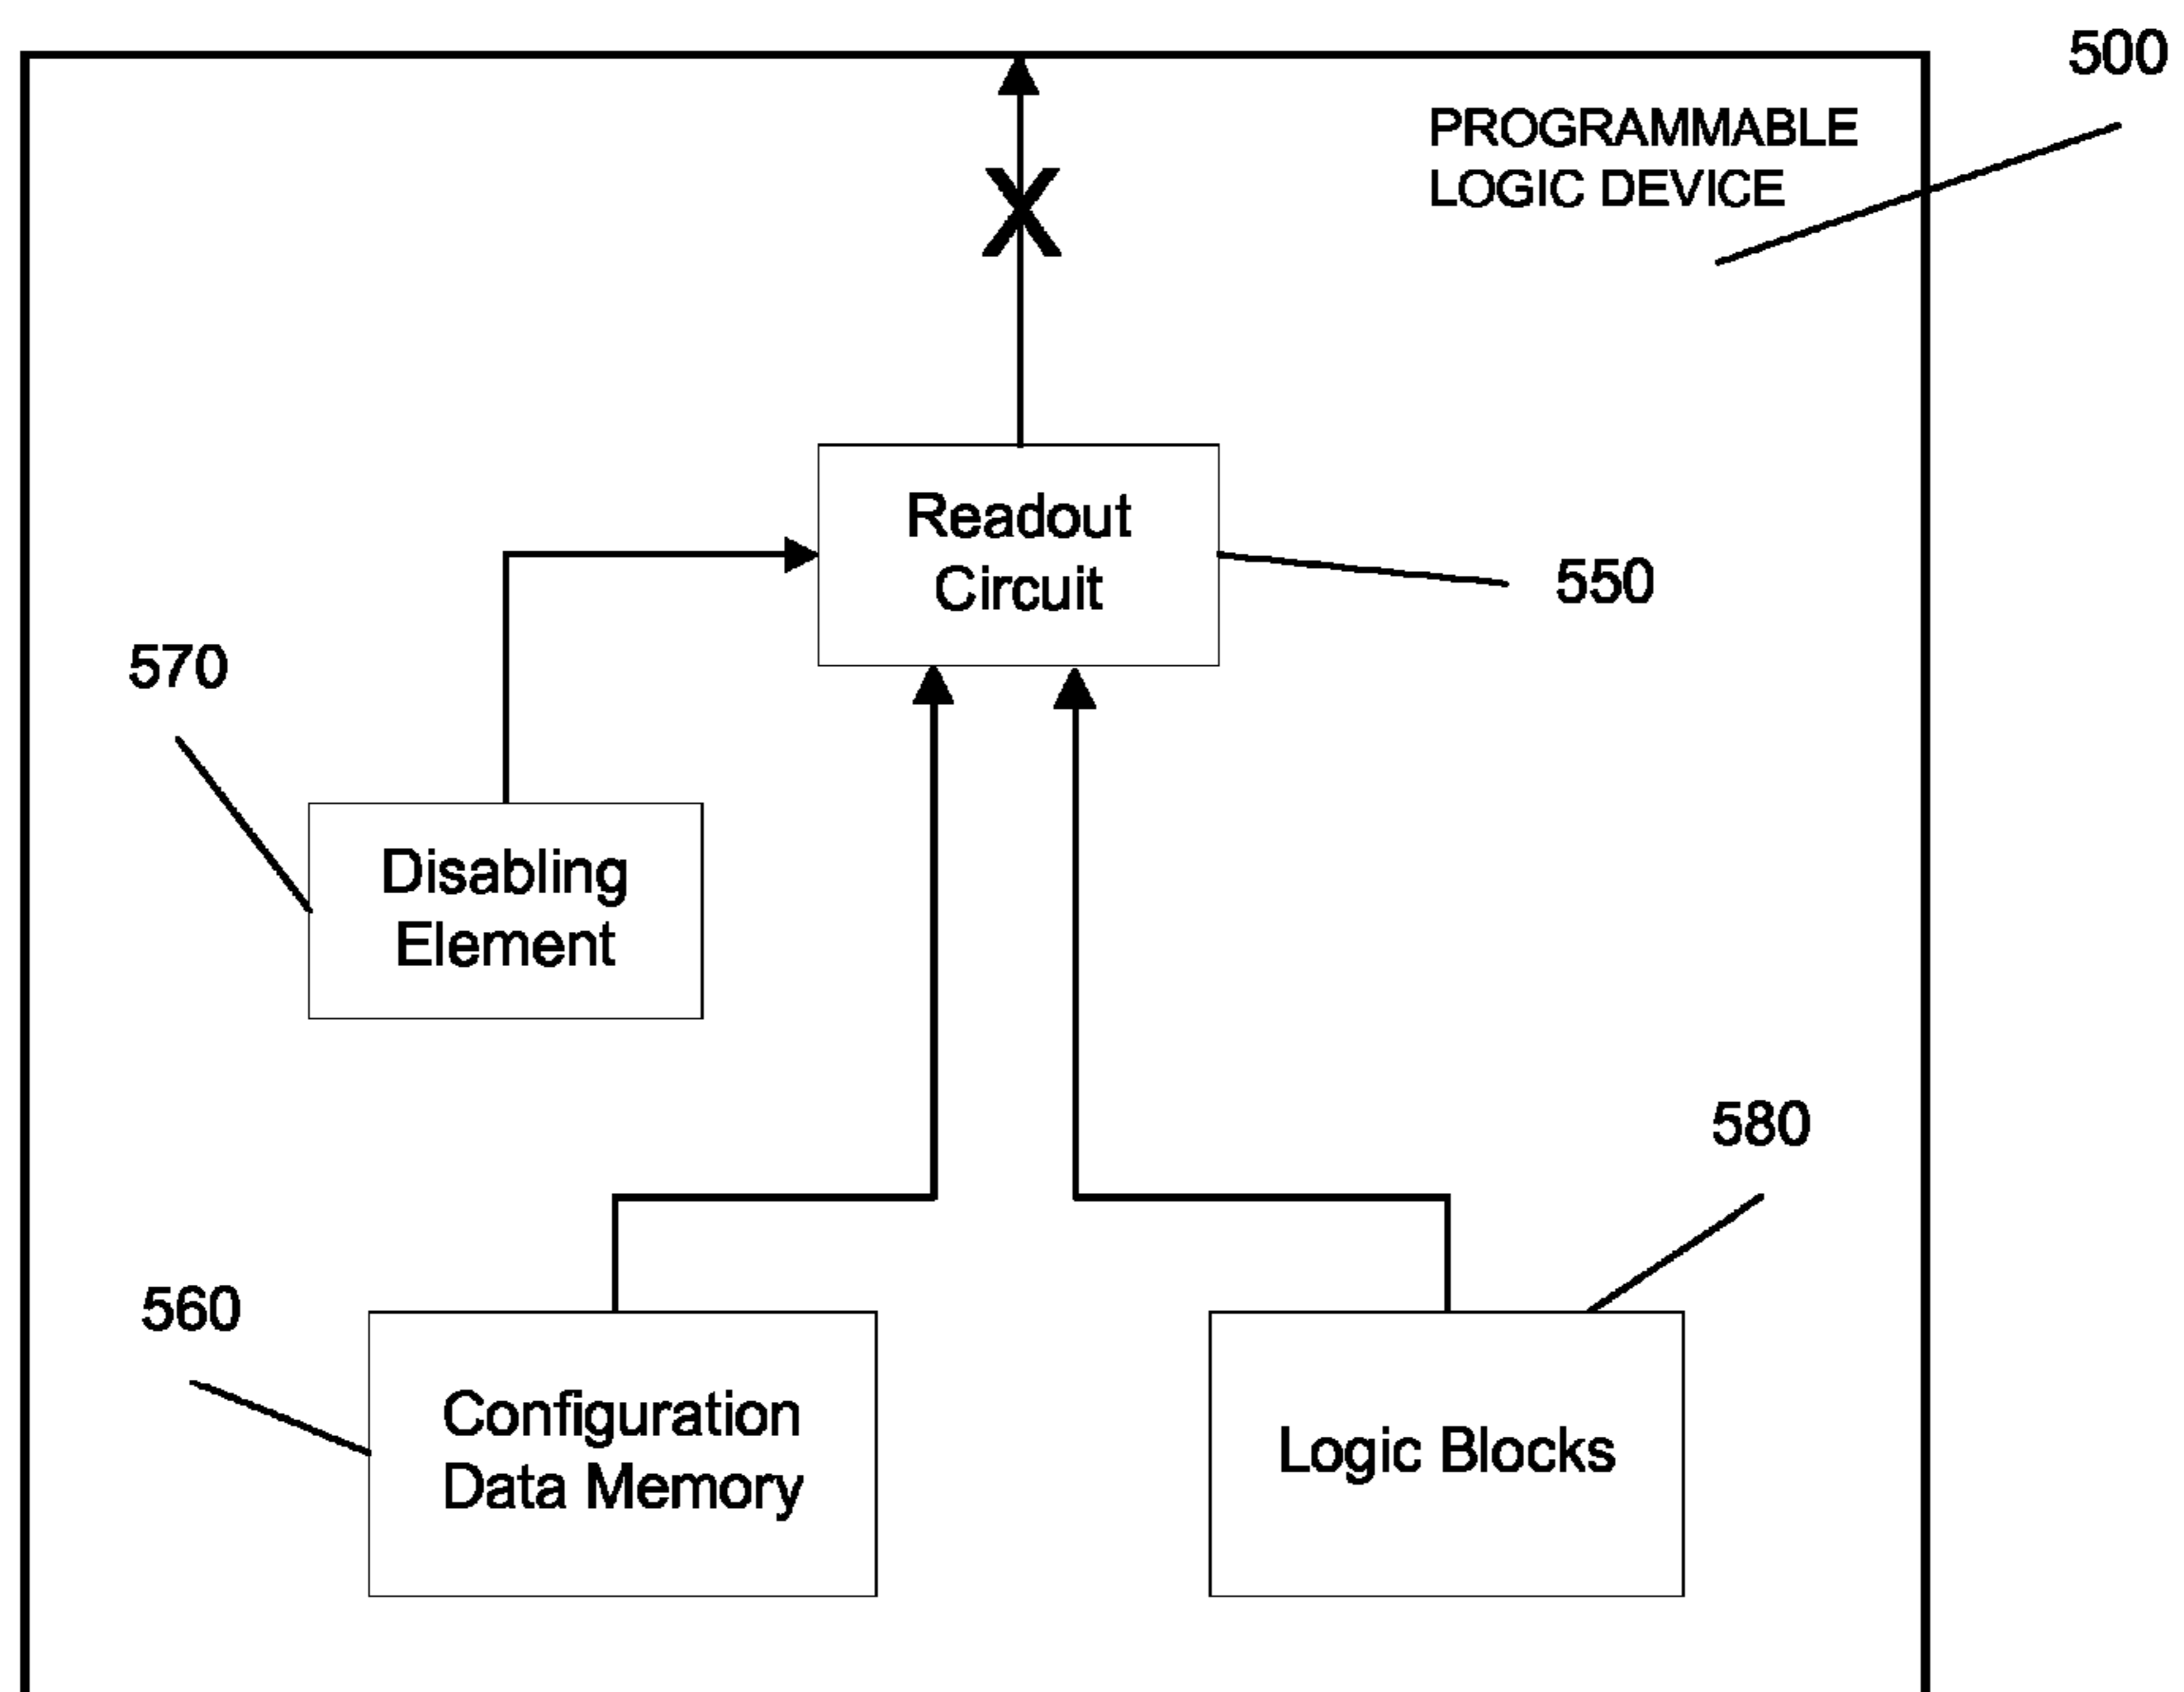 500
PROGRAMMABLE
LOGIC DEVICE
X
Readout
Circuit
550
570
Disabling
Element
580
560
Configuration
Data Memory
Logic Blocks